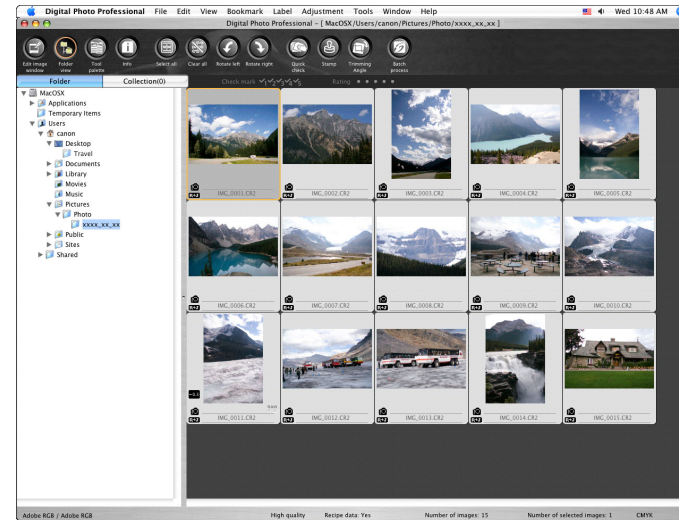 Digital Photo Professional File Edit View Bookmark Label Adjustment Tools Window Help Wed 10:48 AM
Digital Photo Professional – [ MacOSX/Users/canon/Pictures/Photo/xxxx_xx_xx ]
Edit image window Folder view Tool palette Info Select all Clear all Rotate left Rotate right Quick check Stamp Trimming Angle Batch process
Folder Collection(0) Check mark 1 2 3 4 5 Rating
MacOSX
Applications
Temporary Items
Users
canon
Desktop
Travel
Documents
Library
Movies
Music
Pictures
Photo
xxxx_xx_xx
Public
Sites
Shared
R+J IMG_0001.CR2 R+J IMG_0002.CR2 R+J IMG_0003.CR2 R+J IMG_0004.CR2 R+J IMG_0005.CR2
R+J IMG_0006.CR2 R+J IMG_0007.CR2 R+J IMG_0008.CR2 R+J IMG_0009.CR2 R+J IMG_0010.CR2
RAW
R+J IMG_0011.CR2 R+J IMG_0012.CR2 R+J IMG_0013.CR2 R+J IMG_0014.CR2 R+J IMG_0015.CR2
Adobe RGB / Adobe RGB High quality Recipe data: Yes Number of images: 15 Number of selected images: 1 CMYK